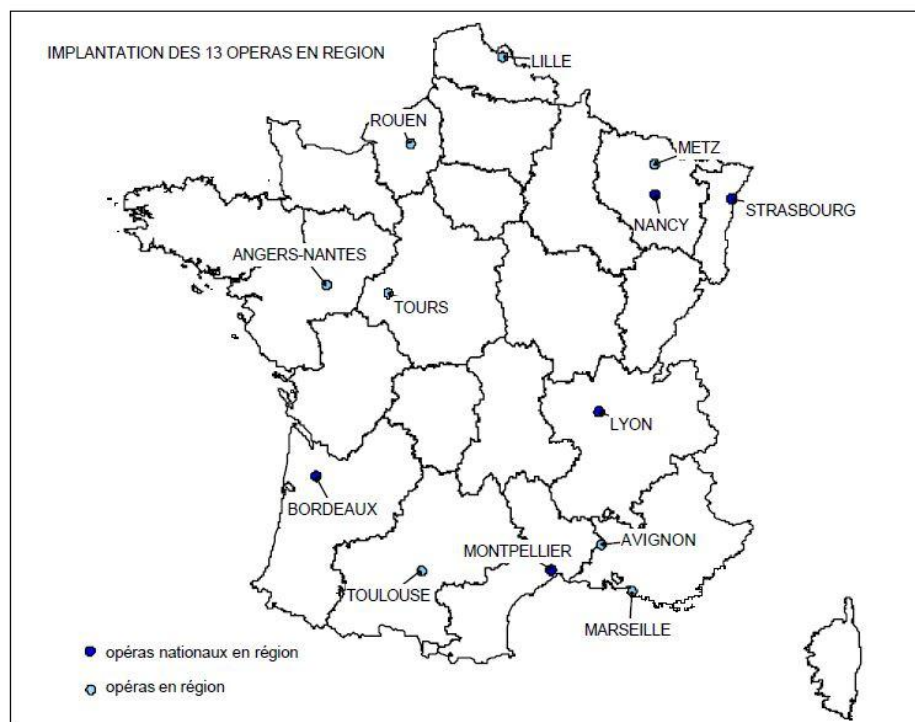 IMPLANTATION DES 13 OPERAS EN REGION
LILLE
ROUEN
METZ
NANCY
STRASBOURG
ANGERS-NANTES
TOURS
LYON
BORDEAUX
AVIGNON
MONTPELLIER
TOULOUSE
MARSEILLE
opéras nationaux en région
opéras en région